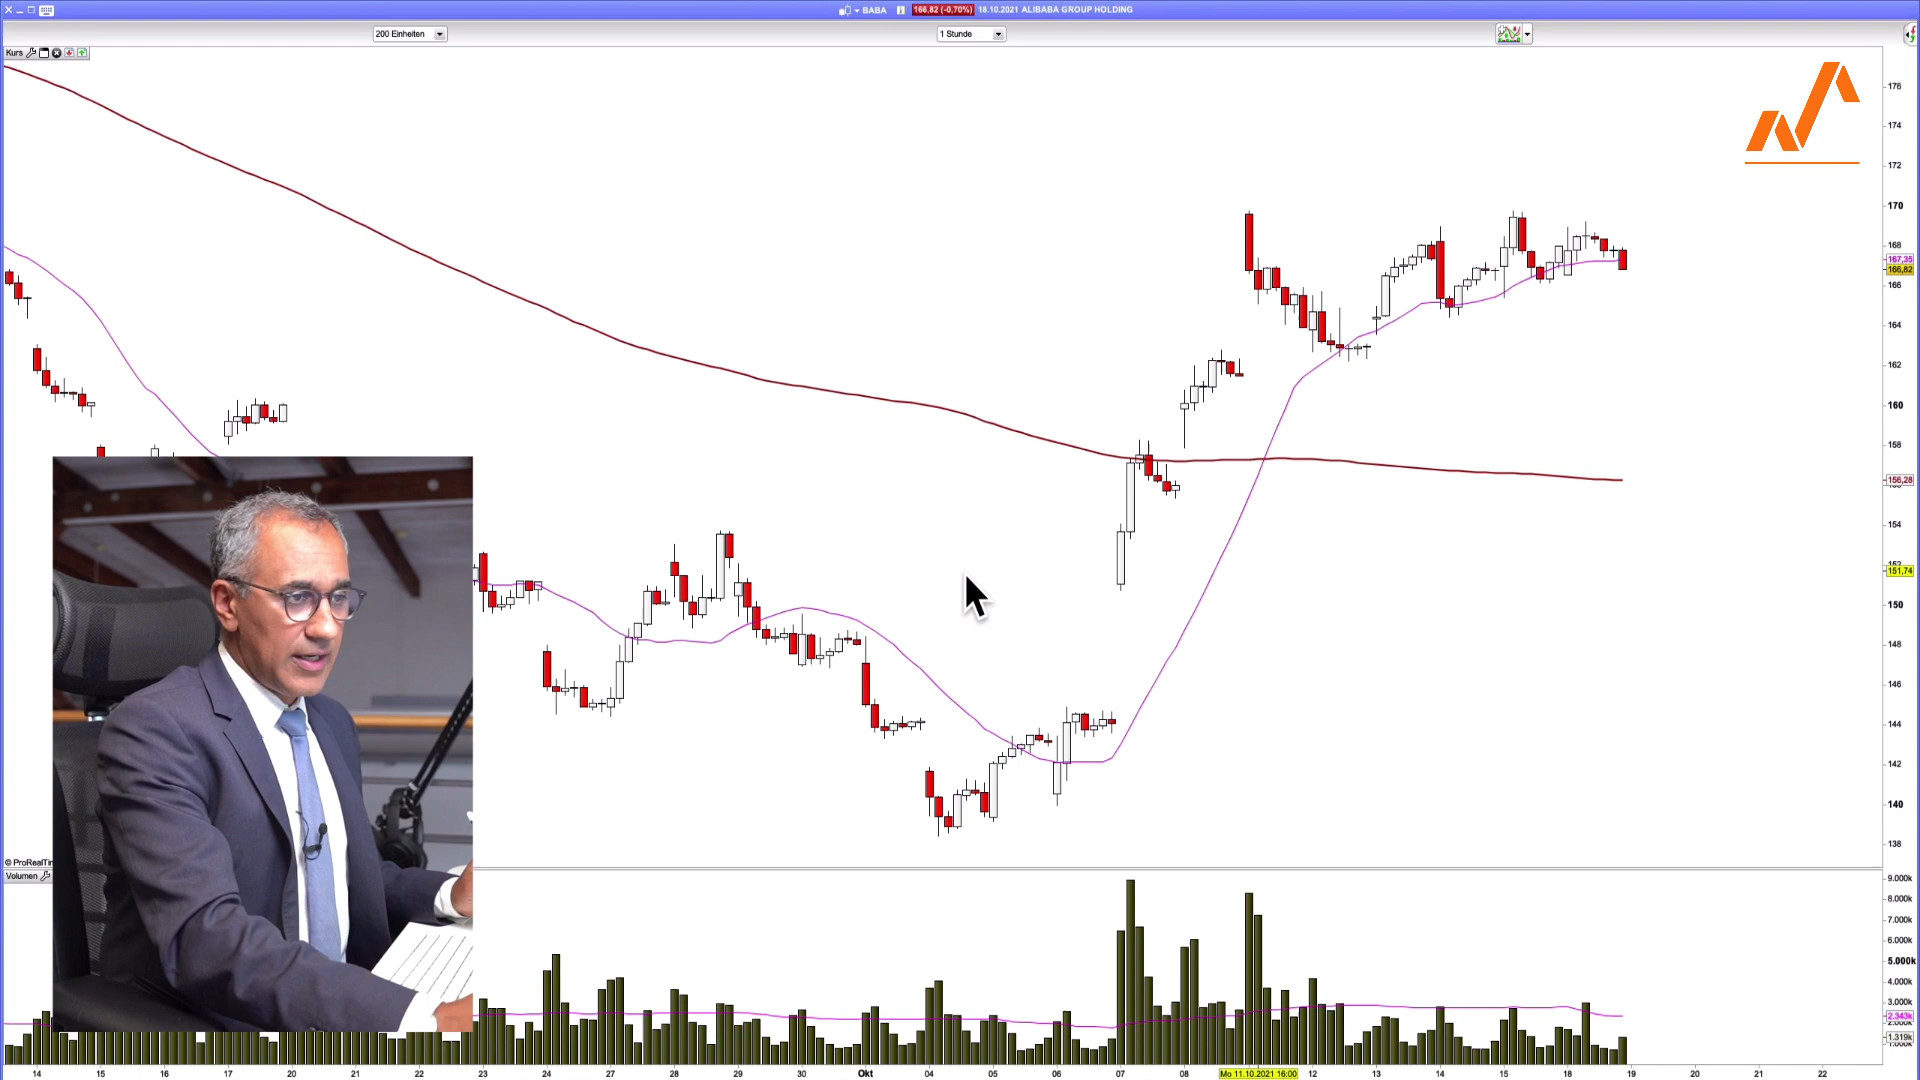 BABA 166,82 (-0,70%) 18.10.2021 ALIBABA GROUP HOLDING
200 Einheiten 1 Stunde
Kurs
176
174
172
170
168
167,35
166,82
166
164
162
160
158
156,28
154
151,74
150
148
146
144
142
140
138
© ProRealTi
Volumen
9.000k
8.000k
7.000k
6.000k
5.000k
4.000k
3.000k
2.343k
1.319k
14 15 16 17 20 21 22 23 24 27 28 29 30 Okt 04 05 06 07 08 Mo 11.10.2021 16:00 12 13 14 15 18 19 20 21 22